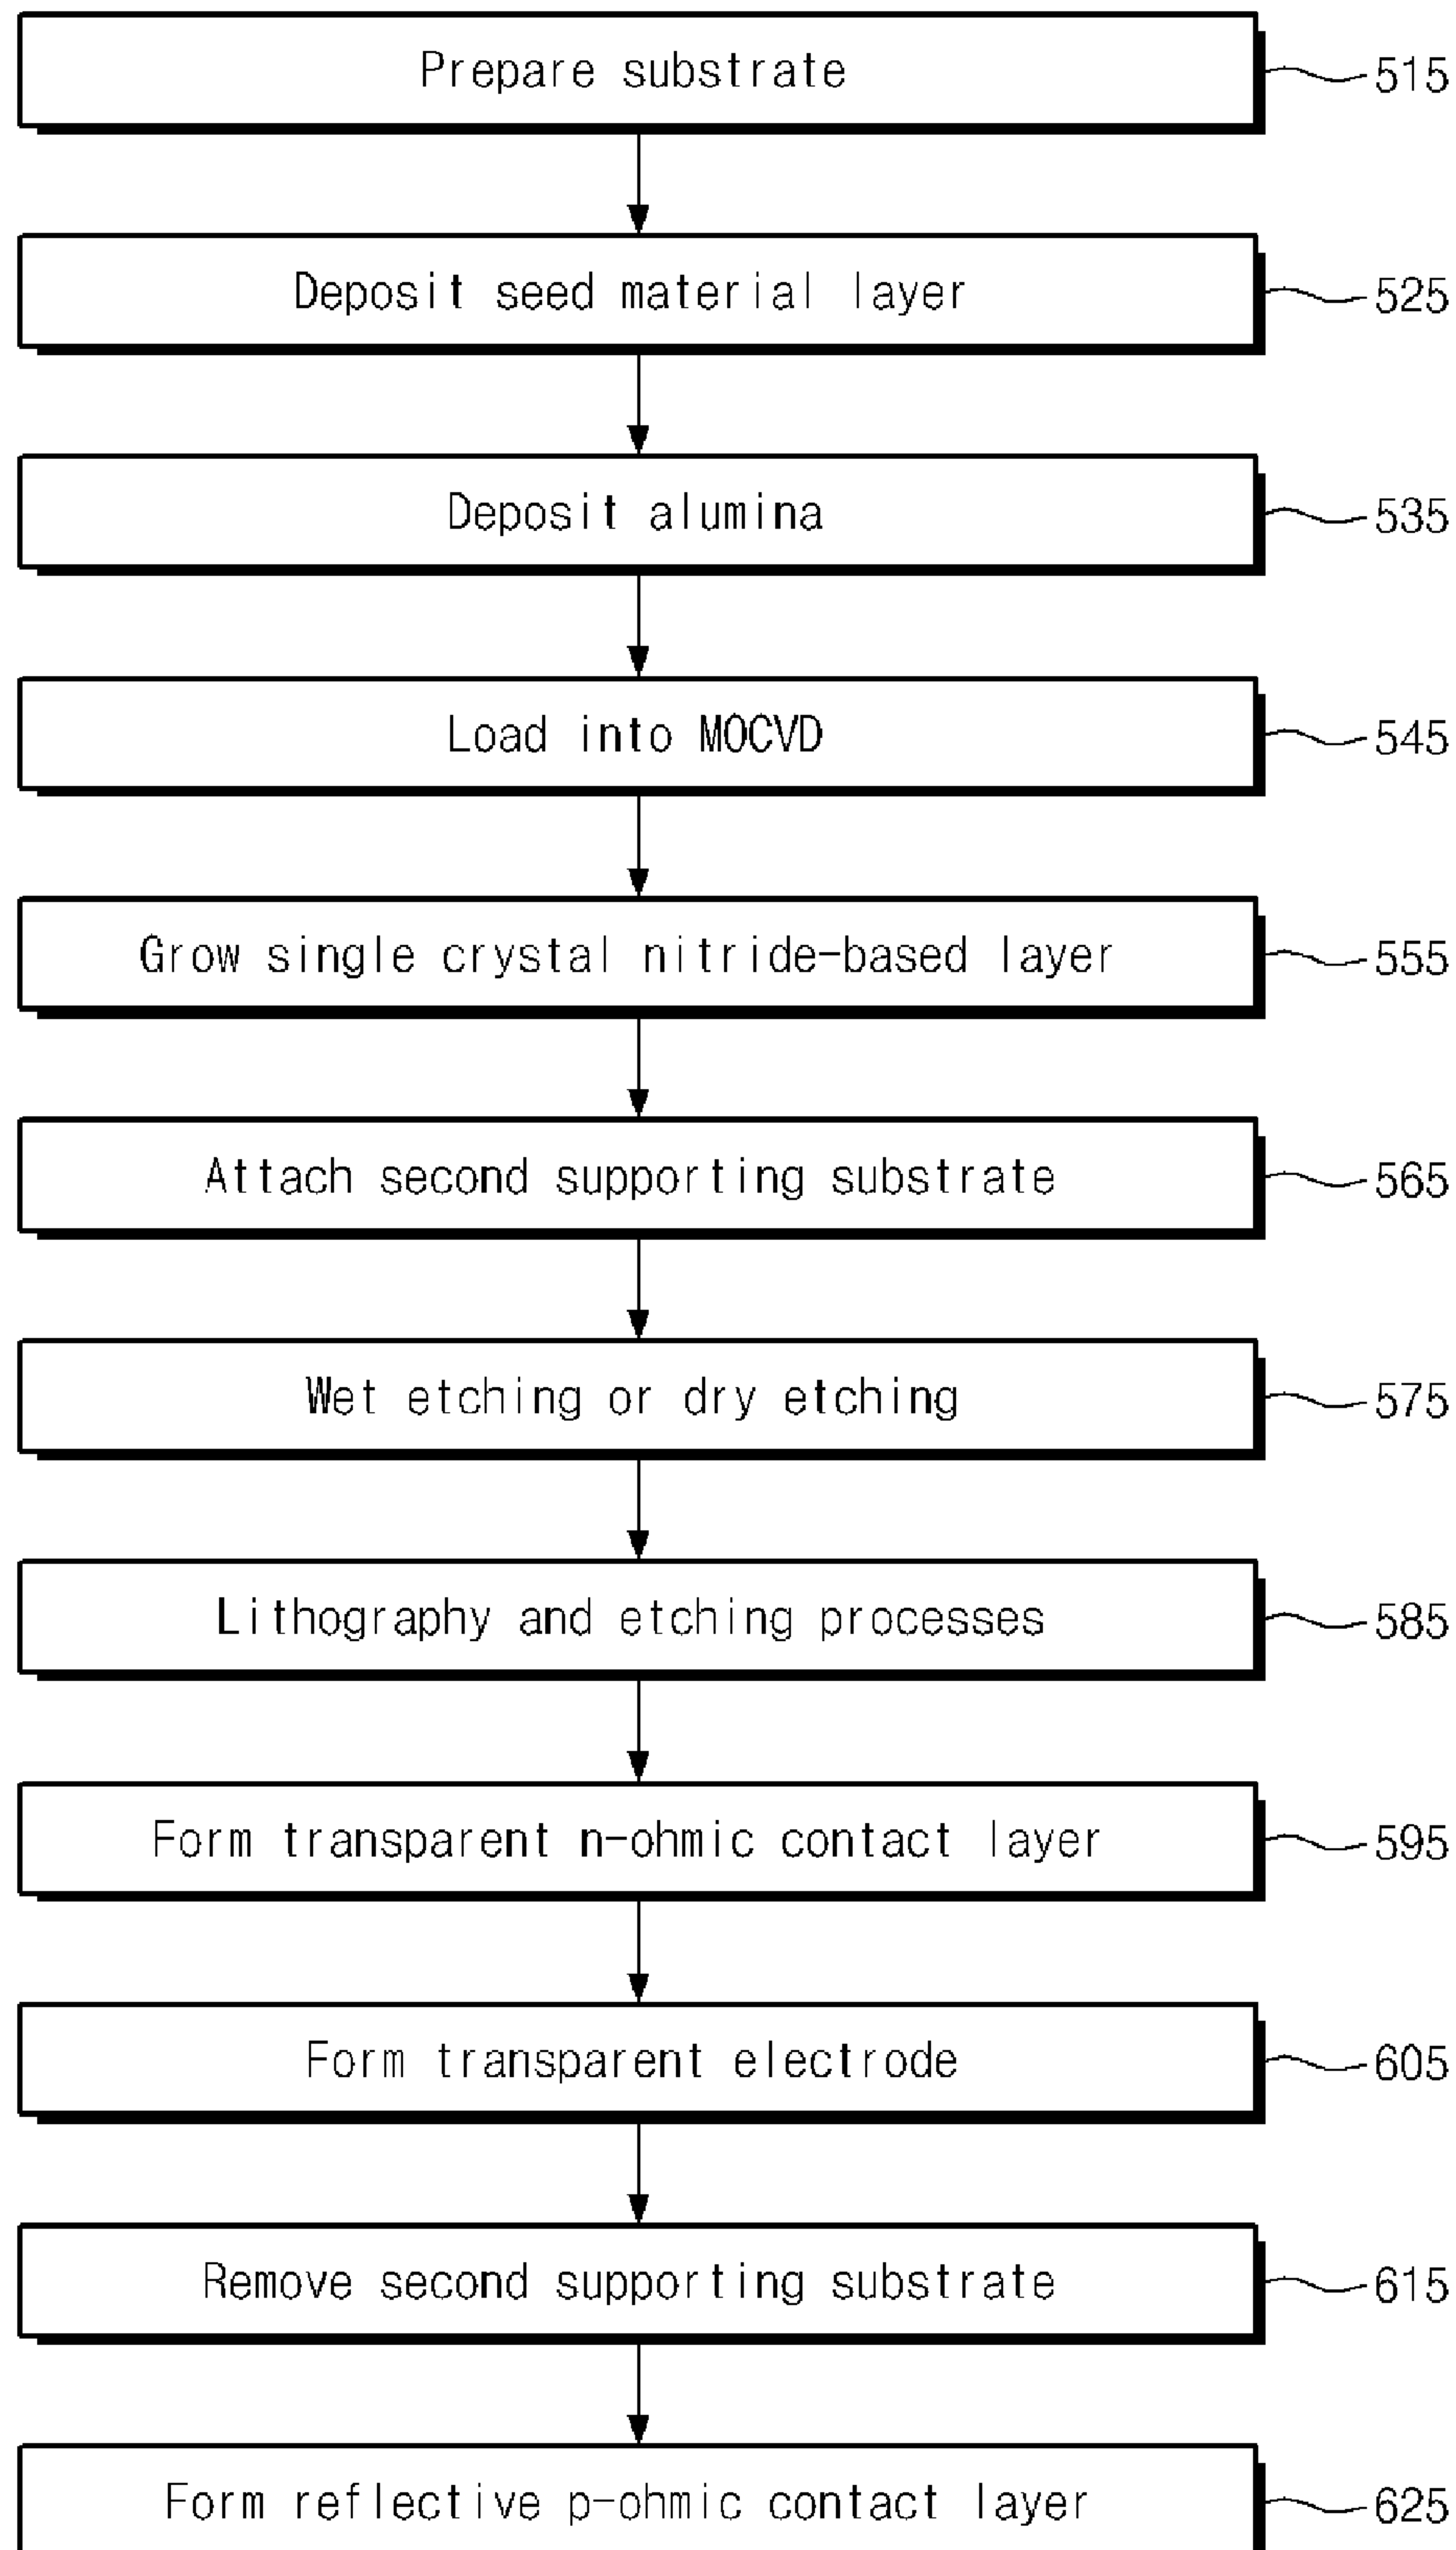 Prepare substrate 515
Deposit seed material layer 525
Deposit alumina 535
Load into MOCVD 545
Grow single crystal nitride-based layer 555
Attach second supporting substrate 565
Wet etching or dry etching 575
Lithography and etching processes 585
Form transparent n-ohmic contact layer 595
Form transparent electrode 605
Remove second supporting substrate 615
Form reflective p-ohmic contact layer 625